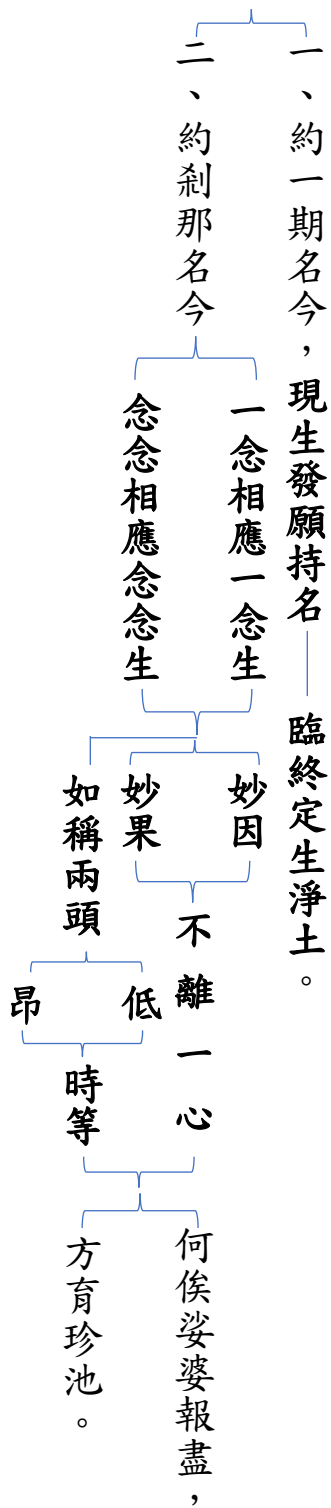 一、約一期名今，現生發願持名
臨終定生淨土。
二、約剎那名今
一念相應一念生
念念相應念念生
妙因
妙果
不離一心
如稱兩頭
低
昂
時等
何俟娑婆報盡，
方育珍池。